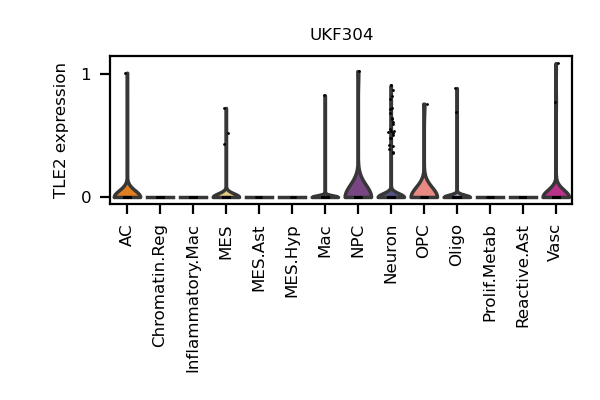 UKF304
TLE2 expression
1
0
AC
Chromatin.Reg
Inflammatory.Mac
MES
MES.Ast
MES.Hyp
Mac
NPC
Neuron
OPC
Oligo
Prolif.Metab
Reactive.Ast
Vasc